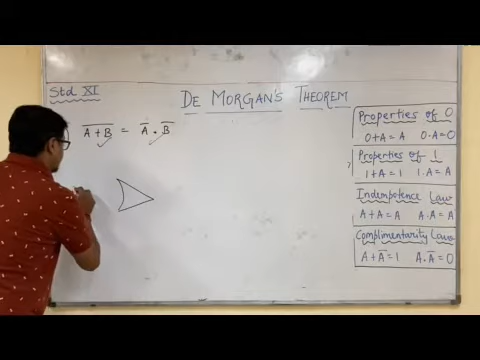 Std XI
DE MORGAN'S THEOREM
A̅ ̅+̅ ̅B̅ = A̅ . B̅
Properties of 0
0+A=A 0.A=0
Properties of 1
1+A=1 1.A=A
Indempotence Law
A+A=A A.A=A
Complimentarity Law
A+A̅=1 A.A̅=0